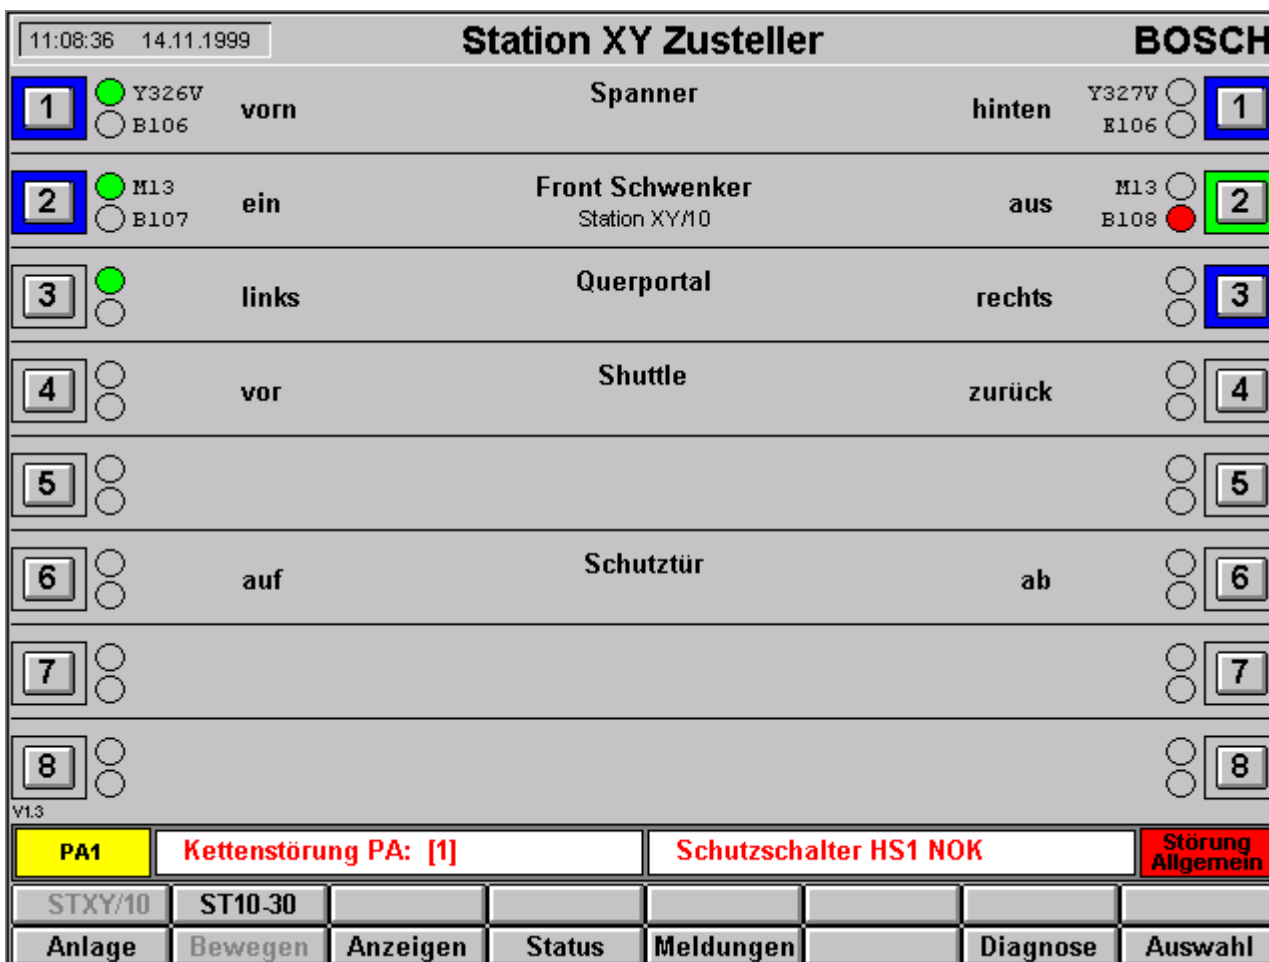 11:08:36 14.11.1999 Station XY Zusteller BOSCH
1 Y326V B106 vorn Spanner hinten Y327V E106 1
2 M13 B107 ein Front Schwenker Station XY/10 aus M13 B108 2
3 links Querportal rechts 3
4 vor Shuttle zurück 4
5 5
6 auf Schutztür ab 6
7 7
8 8
V1.3
PA1 Kettenstörung PA: [1] Schutzschalter HS1 NOK Störung Allgemein
STXY/10 ST10-30
Anlage Bewegen Anzeigen Status Meldungen Diagnose Auswahl